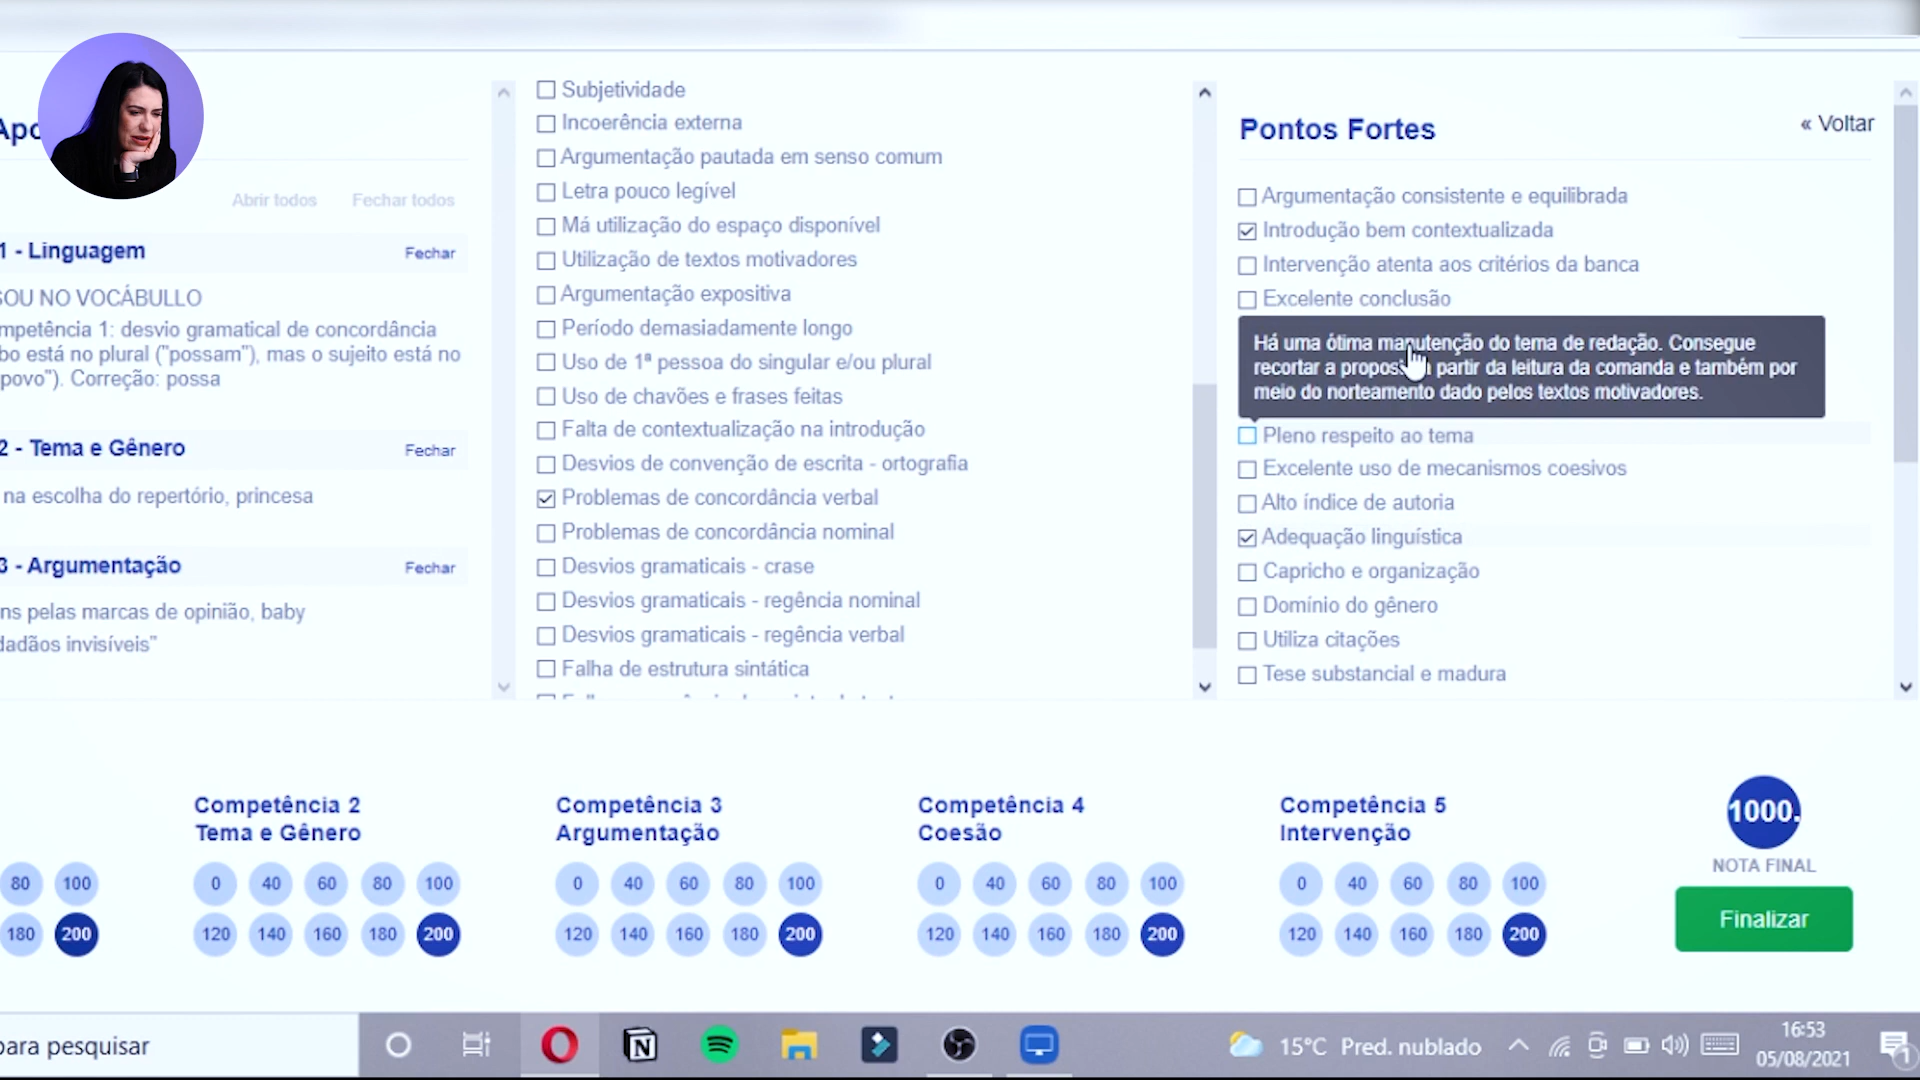 Abrir todos
Fechar todos
1 - Linguagem
Fechar
NO VOCÁBULLO
1: desvio gramatical de concordância
está no plural ("possam"), mas o sujeito está no
povo"). Correção: possa
2 - Tema e Gênero
Fechar
na escolha do repertório, princesa
3 - Argumentação
Fechar
pelas marcas de opinião, baby
invisíveis"
Subjetividade
Incoerência externa
Argumentação pautada em senso comum
Letra pouco legível
Má utilização do espaço disponível
Utilização de textos motivadores
Argumentação expositiva
Período demasiadamente longo
Uso de 1ª pessoa do singular e/ou plural
Uso de chavões e frases feitas
Falta de contextualização na introdução
Desvios de convenção de escrita - ortografia
Problemas de concordância verbal
Problemas de concordância nominal
Desvios gramaticais - crase
Desvios gramaticais - regência nominal
Desvios gramaticais - regência verbal
Falha de estrutura sintática
Pontos Fortes
« Voltar
Argumentação consistente e equilibrada
Introdução bem contextualizada
Intervenção atenta aos critérios da banca
Excelente conclusão
Há uma ótima manutenção do tema de redação. Consegue
recortar a partir da leitura da comanda e também por
meio do norteamento dado pelos textos motivadores.
Pleno respeito ao tema
Excelente uso de mecanismos coesivos
Alto índice de autoria
Adequação linguística
Capricho e organização
Domínio do gênero
Utiliza citações
Tese substancial e madura
80 100
180 200
Competência 2
Tema e Gênero
0 40 60 80 100
120 140 160 180 200
Competência 3
Argumentação
0 40 60 80 100
120 140 160 180 200
Competência 4
Coesão
0 40 60 80 100
120 140 160 180 200
Competência 5
Intervenção
0 40 60 80 100
120 140 160 180 200
1000.
NOTA FINAL
Finalizar
para pesquisar
15°C Pred. nublado
16:53
05/08/2021
1